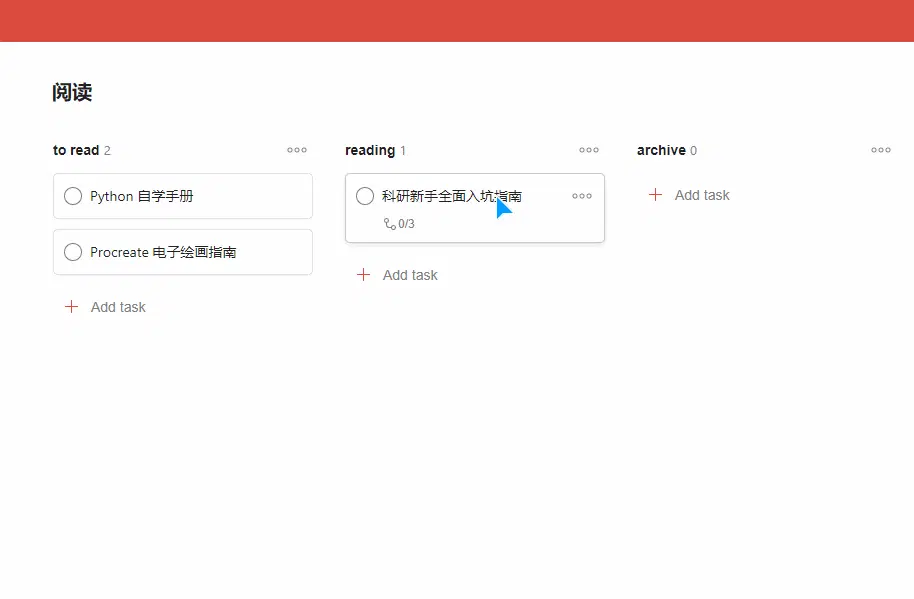 阅读
to read 2
Python 自学手册
Procreate 电子绘画指南
Add task
reading 1
科研新手全面入坑指南
0/3
Add task
archive 0
Add task